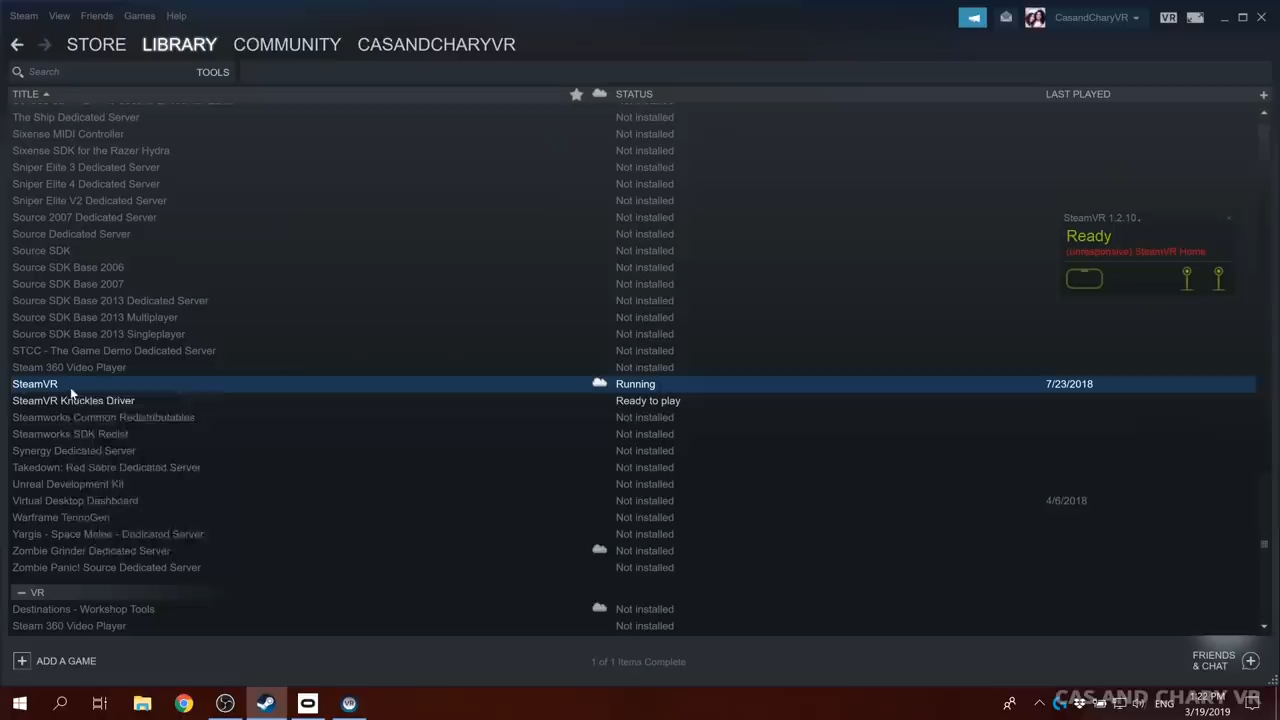 Steam View Friends Games Help
CasandCharyVR
VR
STORE LIBRARY COMMUNITY CASANDCHARYVR
Search TOOLS
TITLE STATUS LAST PLAYED
The Ship Dedicated Server Not installed
Sixense MIDI Controller Not installed
Sixense SDK for the Razer Hydra Not installed
Sniper Elite 3 Dedicated Server Not installed
Sniper Elite 4 Dedicated Server Not installed
Sniper Elite V2 Dedicated Server Not installed
Source 2007 Dedicated Server Not installed
SteamVR 1.2.10
Source Dedicated Server Not installed
Ready
Source SDK Not installed
(unresponsive) SteamVR Home
Source SDK Base 2006 Not installed
Source SDK Base 2007 Not installed
Source SDK Base 2013 Dedicated Server Not installed
Source SDK Base 2013 Multiplayer Not installed
Source SDK Base 2013 Singleplayer Not installed
STCC - The Game Demo Dedicated Server Not installed
Steam 360 Video Player Not installed
SteamVR Running 7/23/2018
SteamVR Knuckles Driver Ready to play
Steamworks Common Redistributables Not installed
Steamworks SDK Redist Not installed
Synergy Dedicated Server Not installed
Takedown: Red Sabre Dedicated Server Not installed
Unreal Development Kit Not installed
Virtual Desktop Dashboard Not installed 4/6/2018
Warframe TennoGen Not installed
Yargis - Space Melee - Dedicated Server Not installed
Zombie Grinder Dedicated Server Not installed
Zombie Panic! Source Dedicated Server Not installed
VR
Destinations - Workshop Tools Not installed
Steam 360 Video Player Not installed
ADD A GAME 1 of 1 Items Complete
FRIENDS
& CHAT
CAS AND CHARY VR
ENG
1:22 PM
3/19/2019